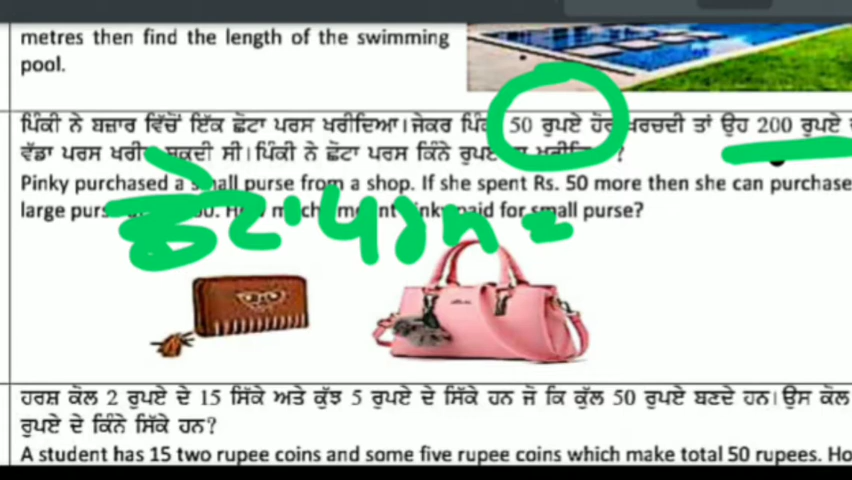 metres then find the length of the swimming
pool.
ਪਿੰਕੀ ਨੇ ਬਜ਼ਾਰ ਵਿੱਚੋਂ ਇੱਕ ਛੋਟਾ ਪਰਸ ਖਰੀਦਿਆ।ਜੇਕਰ 50 ਰੁਪਏ ਹੋਰ ਖਰਚਦੀ ਤਾਂ ਉਹ 200 ਰੁਪਏ
ਵੱਡਾ ਪਰਸ ਸਕਦੀ ਸੀ।ਪਿੰਕੀ ਨੇ ਛੋਟਾ ਪਰਸ ਕਿੰਨੇ ?
Pinky purchased a small purse from a shop. If she spent Rs. 50 more then she can purchase
large paid for small purse?
ਹਰਸ਼ ਕੋਲ 2 ਰੁਪਏ ਦੇ 15 ਸਿੱਕੇ ਅਤੇ ਕੁੱਝ 5 ਰੁਪਏ ਦੇ ਸਿੱਕੇ ਹਨ ਜੋ ਕਿ ਕੁੱਲ 50 ਰੁਪਏ ਬਣਦੇ ਹਨ।ਉਸ ਕੋਲ
ਰੁਪਏ ਦੇ ਕਿੰਨੇ ਸਿੱਕੇ ਹਨ?
A student has 15 two rupee coins and some five rupee coins which make total 50 rupees. Ho